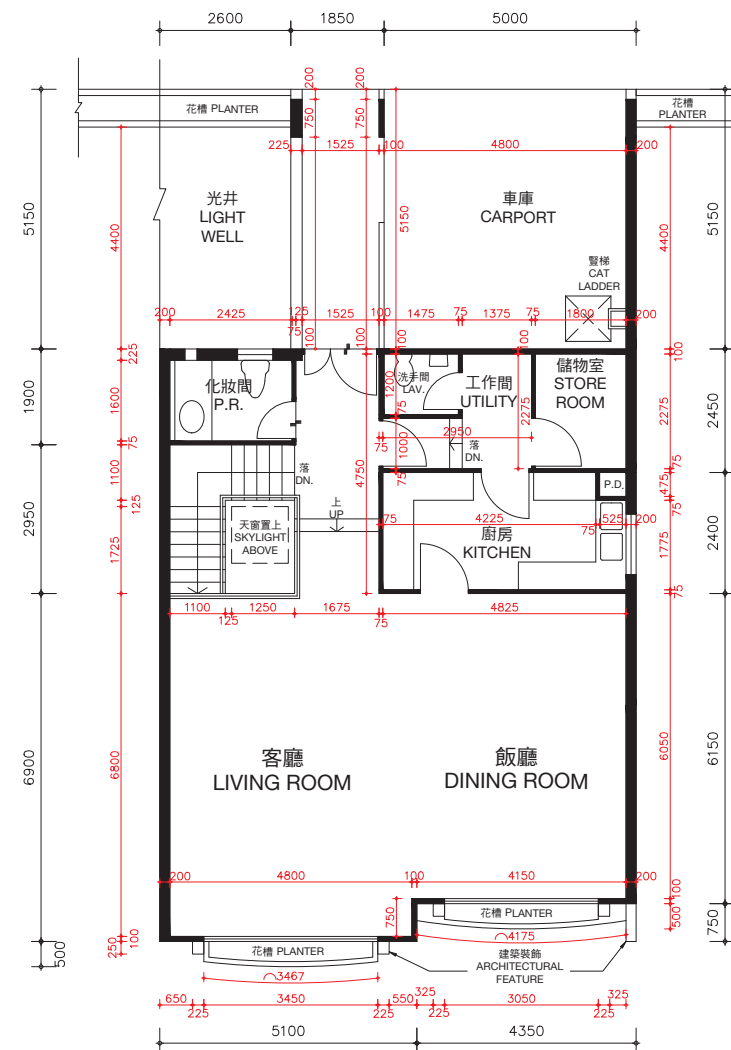 2600
1850
5000
花槽 PLANTER
花槽
PLANTER
200
200
750
750
225
1525
100
4800
200
5150
4400
光井
LIGHT
WELL
車庫
CARPORT
5150
4400
5150
豎梯
CAT
LADDER
200
2425
125
75
1525
100
1475
75
1375
75
1800
200
225
100
100
100
100
1900
1600
化妝間
P.R.
洗手間
LAV.
1200
工作間
UTILITY
儲物室
STORE
ROOM
2275
2275
2450
75
75
75
2950
1000
落
DN.
落
DN.
1100
4750
75
75
475
P.D.
2950
125
上
UP
天窗置上
SKYLIGHT
ABOVE
75
4225
525
200
75
75
廚房
KITCHEN
1725
1775
2400
1100
125
1250
1675
75
4825
75
6900
6800
客廳
LIVING ROOM
飯廳
DINING ROOM
6050
6150
200
4800
100
4150
200
750
100
花槽 PLANTER
500
750
4175
100
250
500
花槽 PLANTER
建築裝飾
ARCHITECTURAL
FEATURE
3467
650
225
3450
225
550
325
225
3050
225
325
5100
4350